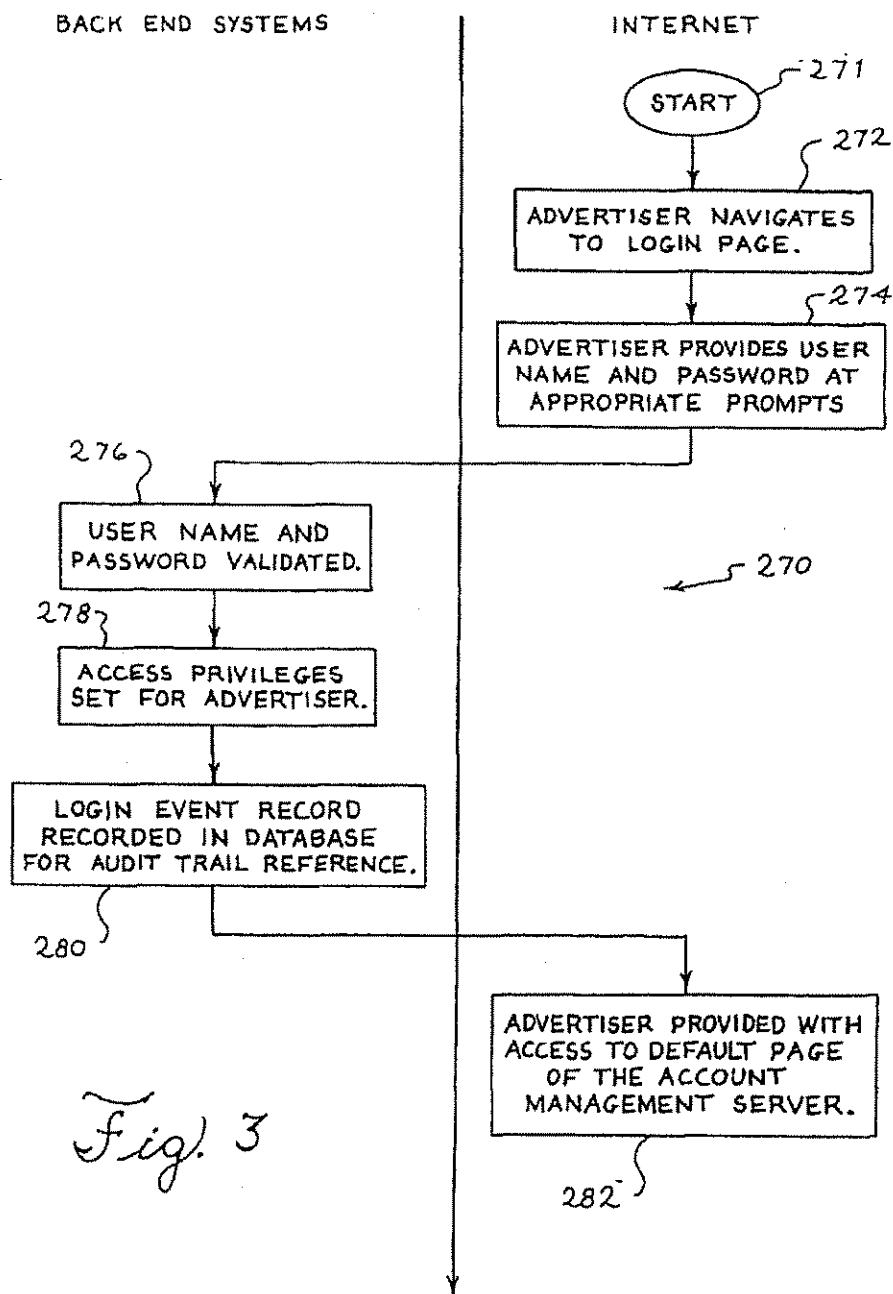 BACK END SYSTEMS
INTERNET
271
START
272
ADVERTISER NAVIGATES
TO LOGIN PAGE.
274
ADVERTISER PROVIDES USER
NAME AND PASSWORD AT
APPROPRIATE PROMPTS
276
USER NAME AND
PASSWORD VALIDATED.
270
278
ACCESS PRIVILEGES
SET FOR ADVERTISER.
LOGIN EVENT RECORD
RECORDED IN DATABASE
FOR AUDIT TRAIL REFERENCE.
280
ADVERTISER PROVIDED WITH
ACCESS TO DEFAULT PAGE
OF THE ACCOUNT
MANAGEMENT SERVER.
282
Fig. 3